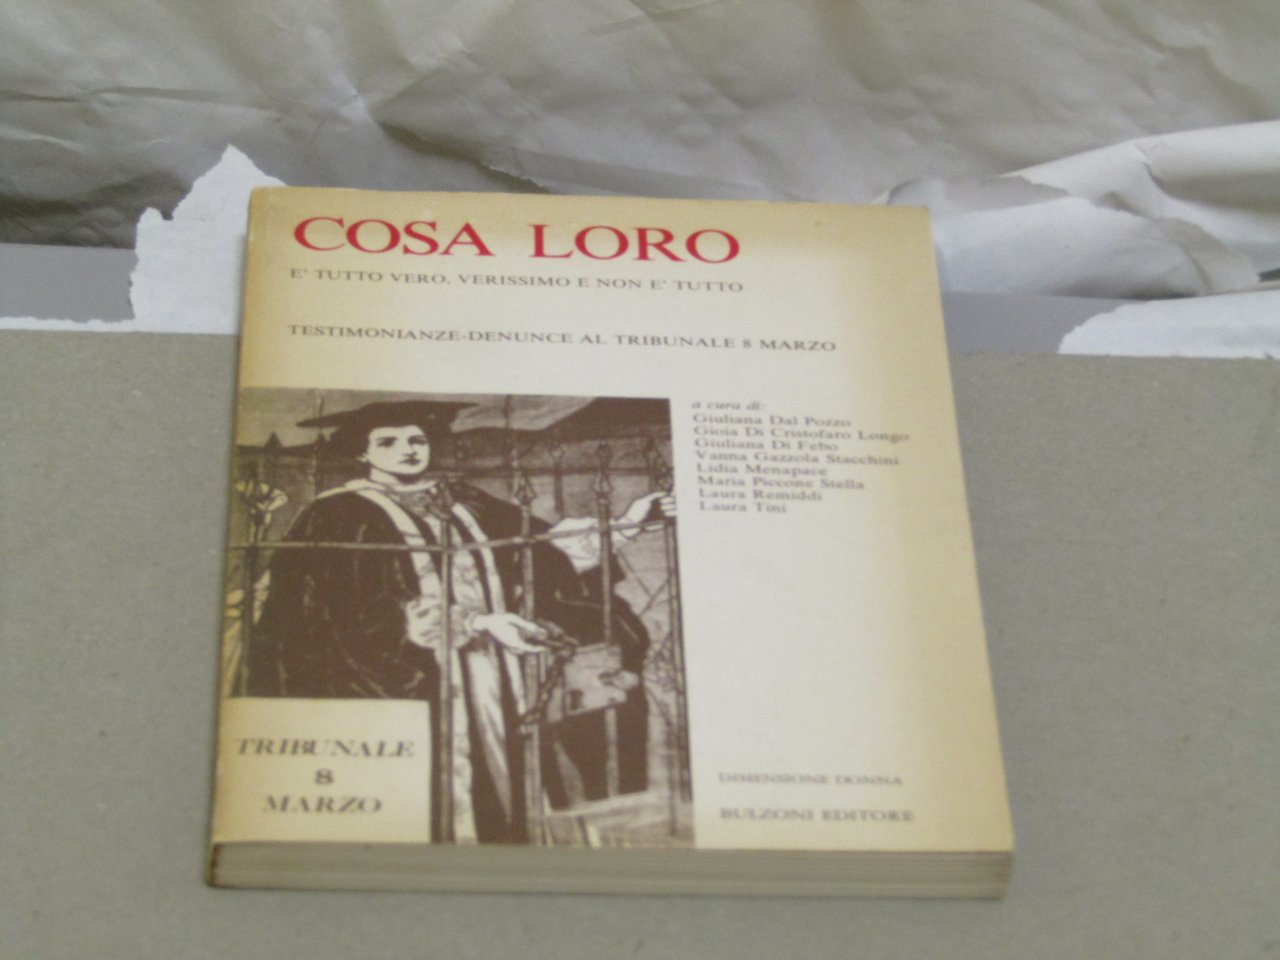 COSA LORO
E' TUTTO VERO, VERISSIMO E NON E' TUTTO
TESTIMONIANZE-DENUNCE AL TRIBUNALE 8 MARZO
a cura di:
Giuliana Dal Pozzo
Gioia Di Cristofaro Longo
Giuliana Di Febo
Vanna Gazzola Stacchini
Lidia Menapace
Maria Piccone Stella
Laura Remiddi
Laura Tini
TRIBUNALE
8
MARZO
DIMENSIONE DONNA
BULZONI EDITORE